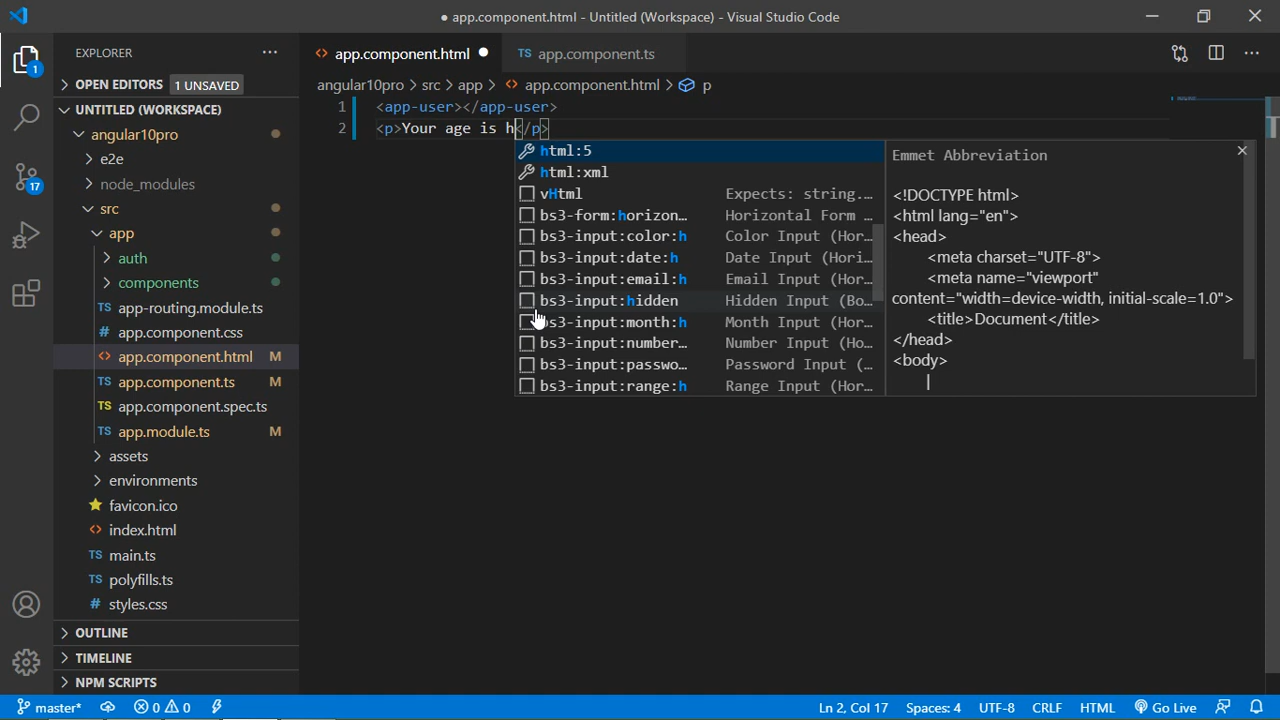 ● app.component.html - Untitled (Workspace) - Visual Studio Code
EXPLORER
OPEN EDITORS 1 UNSAVED
UNTITLED (WORKSPACE)
angular10pro
e2e
node_modules
src
app
auth
components
TS app-routing.module.ts
# app.component.css
<> app.component.html M
TS app.component.ts M
TS app.component.spec.ts
TS app.module.ts M
assets
environments
favicon.ico
<> index.html
TS main.ts
TS polyfills.ts
# styles.css
OUTLINE
TIMELINE
NPM SCRIPTS
1
17
<> app.component.html ●
TS app.component.ts
angular10pro > src > app > <> app.component.html > p
1 <app-user></app-user>
2 <p>Your age is h</p>
html:5
html:xml
vHtml Expects: string....
bs3-form:horizon... Horizontal Form ...
bs3-input:color:h Color Input (Hor...
bs3-input:date:h Date Input (Hori...
bs3-input:email:h Email Input (Hor...
bs3-input:hidden Hidden Input (Bo...
bs3-input:month:h Month Input (Hor...
bs3-input:number... Number Input (Ho...
bs3-input:passwo... Password Input (...
bs3-input:range:h Range Input (Hor...
Emmet Abbreviation
<!DOCTYPE html>
<html lang="en">
<head>
<meta charset="UTF-8">
<meta name="viewport"
content="width=device-width, initial-scale=1.0">
<title>Document</title>
</head>
<body>
|
master* 0 0 Ln 2, Col 17 Spaces: 4 UTF-8 CRLF HTML Go Live